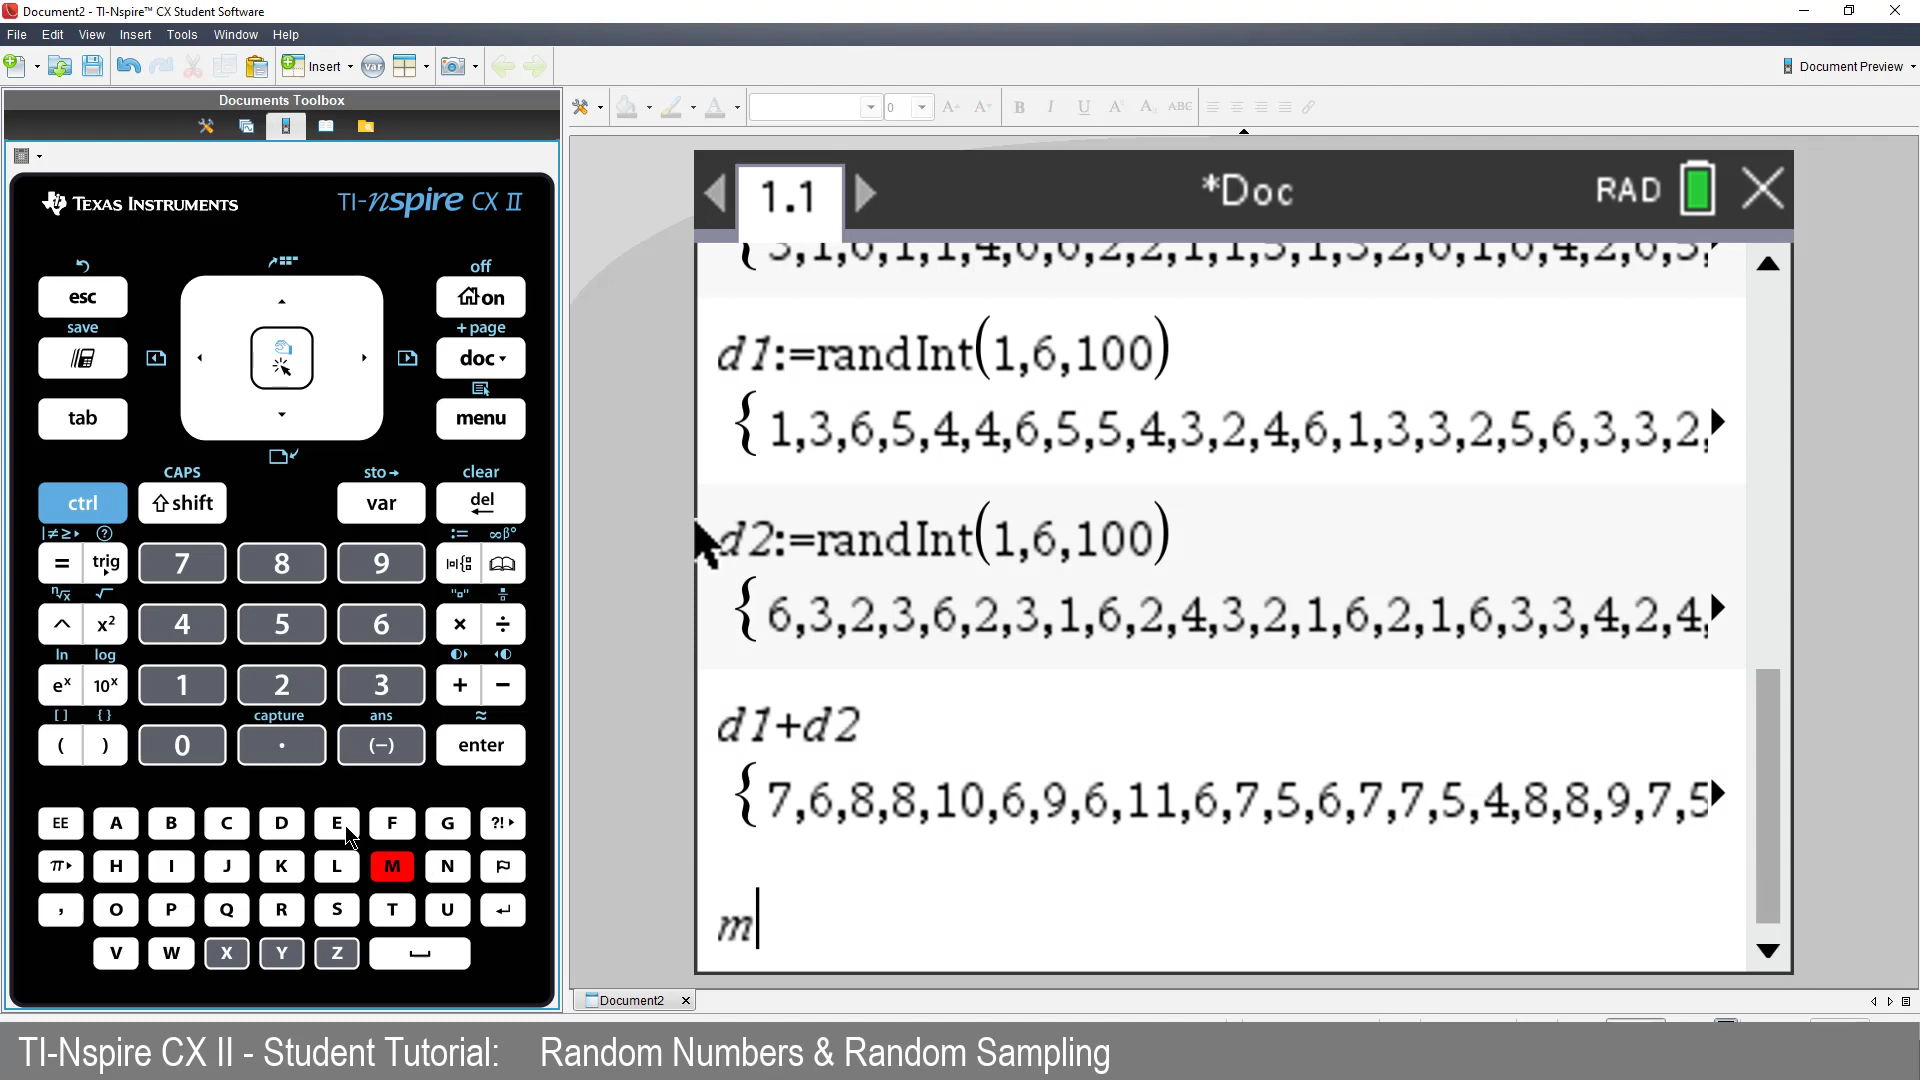 Document2 - TI-Nspire™ CX Student Software
File Edit View Insert Tools Window Help
Insert var Document Preview
Documents Toolbox
0 B I U A A ABC
TEXAS INSTRUMENTS TI-nspire CX II
1.1 *Doc RAD
off
esc on
save + page
doc
tab menu
CAPS sto→ clear
ctrl ⇧shift var del
|≠≥▸ ? := ∞β°
= trig 7 8 9
ⁿ√x √
^ x² 4 5 6 × ÷
ln log
eˣ 10ˣ 1 2 3 + −
[ ] { } capture ans ≈
( ) 0 . (−) enter
EE A B C D E F G ?!▸
π▸ H I J K L M N
, O P Q R S T U ↵
V W X Y Z
d1:=randInt(1,6,100)
{1,3,6,5,4,4,6,5,5,4,3,2,4,6,1,3,3,2,5,6,3,3,2,▸
d2:=randInt(1,6,100)
{6,3,2,3,6,2,3,1,6,2,4,3,2,1,6,2,1,6,3,3,4,2,4,▸
d1+d2
{7,6,8,8,10,6,9,6,11,6,7,5,6,7,7,5,4,8,8,9,7,5▸
m
Document2
TI-Nspire CX II - Student Tutorial: Random Numbers & Random Sampling